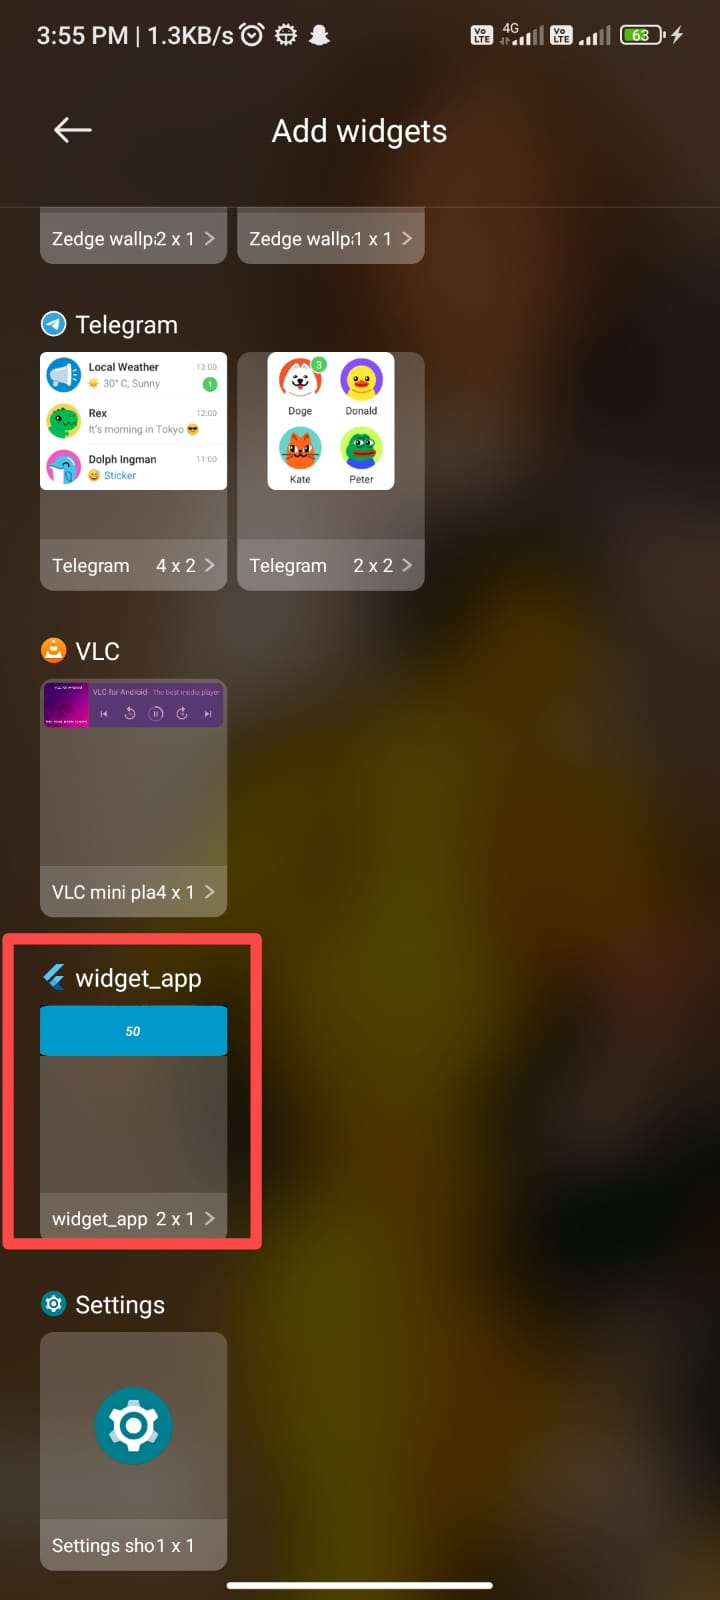 3:55 PM | 1.3KB/s
Vo LTE 4G Vo LTE 63
Add widgets
Zedge wallpa 2 x 1
Zedge wallpa 1 x 1
Telegram
Local Weather 13:00
30° C, Sunny 1
Rex 12:00
It's morning in Tokyo 😎
Dolph Ingman 11:00
😅 Sticker
3
Doge Donald
Kate Peter
Telegram 4 x 2
Telegram 2 x 2
VLC
VLC for Android - The best media player
VLC mini pla 4 x 1
widget_app
50
widget_app 2 x 1
Settings
Settings sho 1 x 1